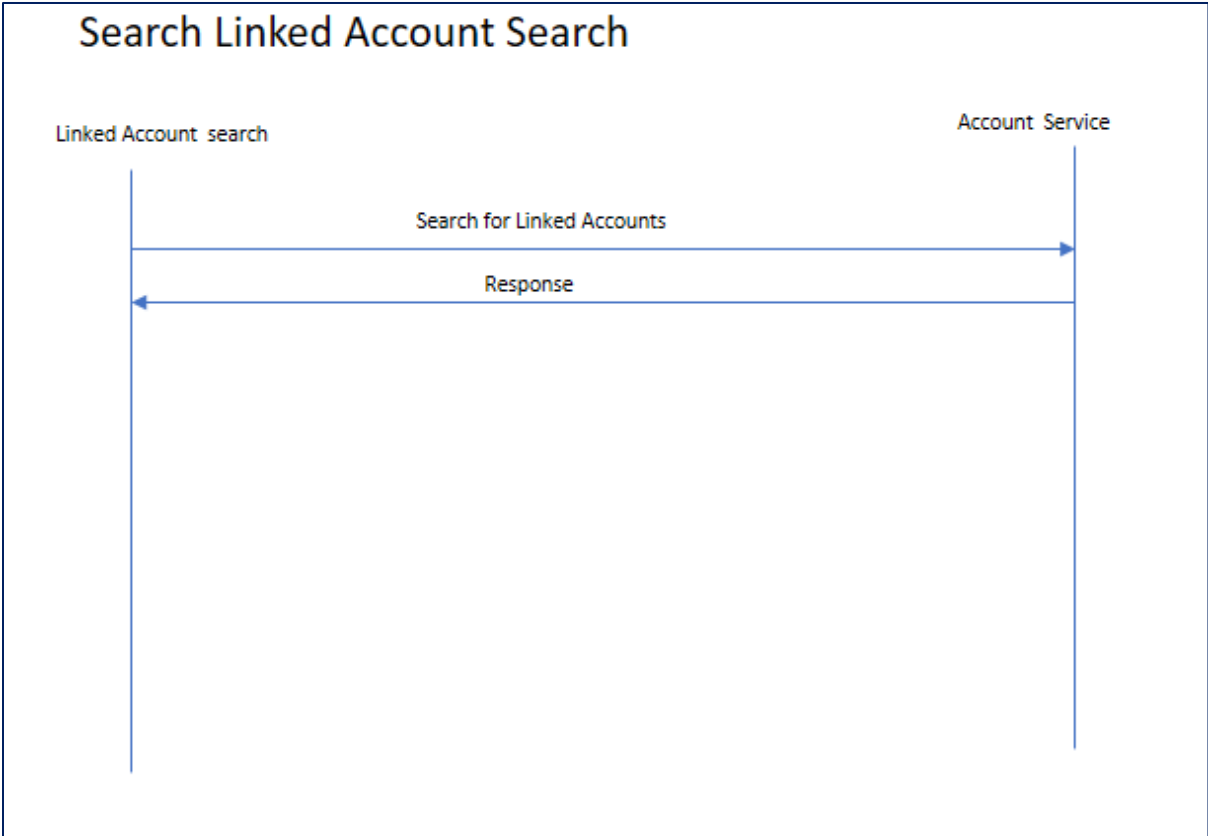 Search Linked Account Search
Linked Account search
Account Service
Search for Linked Accounts
Response